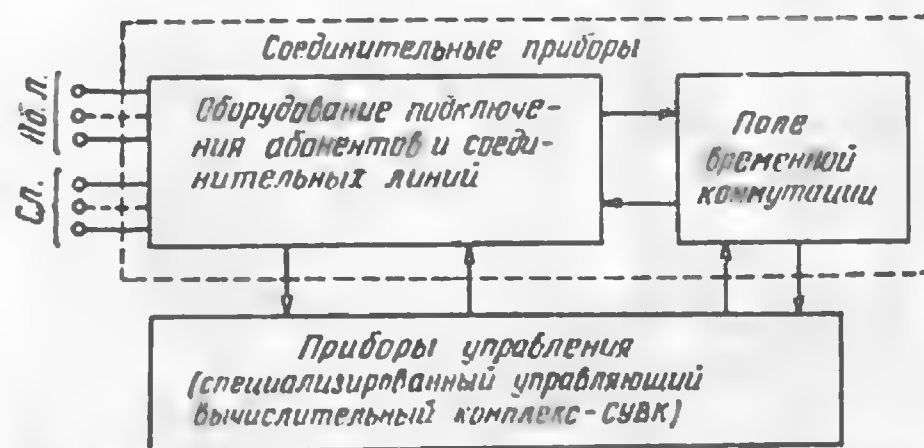 Соединительные приборы
Аб.л.
Сл.
Оборудование подключе-
ния абонентов и соеди-
нительных линий
Поле
временной
коммутации
Приборы управления
(специализированный управляющий
вычислительный комплекс-СУВК)